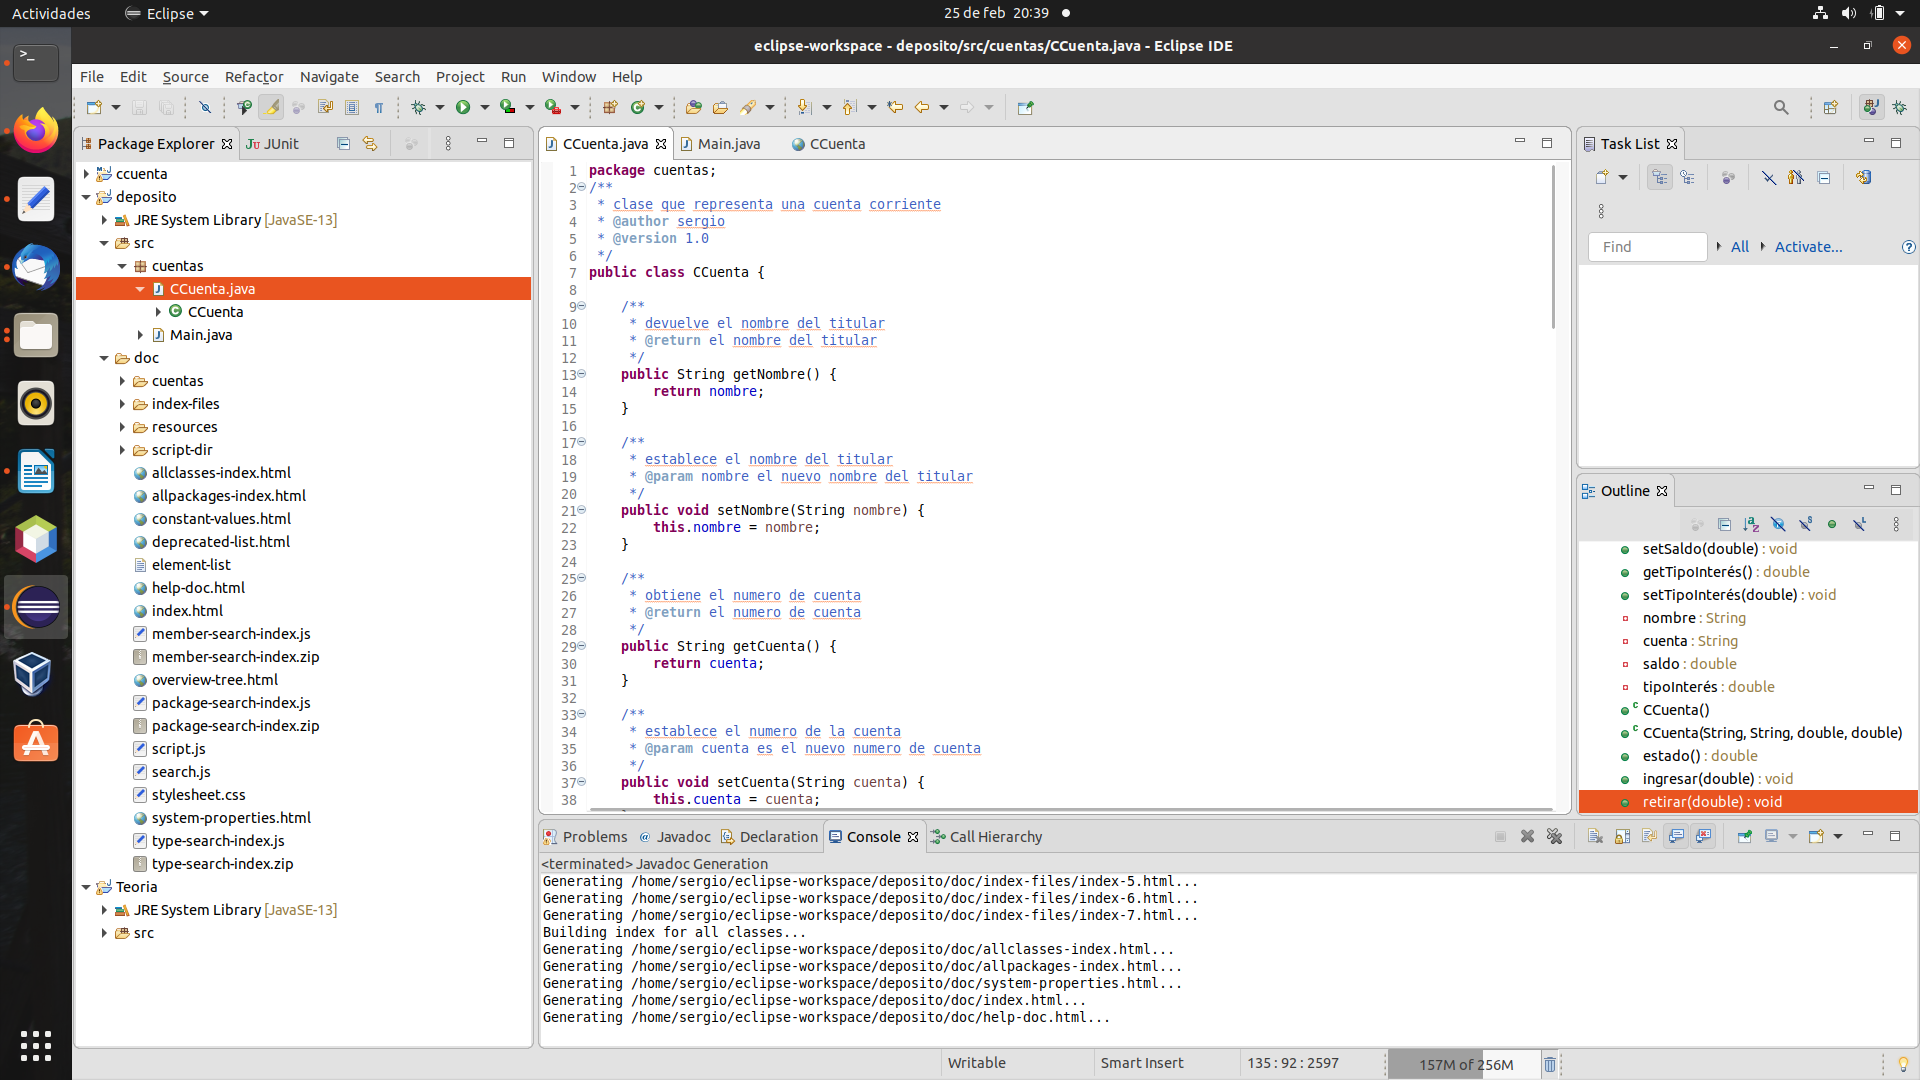 Actividades
Eclipse
25 de feb 20:39
eclipse-workspace - deposito/src/cuentas/CCuenta.java - Eclipse IDE
File Edit Source Refactor Navigate Search Project Run Window Help
Package Explorer
JUnit
ccuenta
deposito
JRE System Library [JavaSE-13]
src
cuentas
CCuenta.java
CCuenta
Main.java
doc
cuentas
index-files
resources
script-dir
allclasses-index.html
allpackages-index.html
constant-values.html
deprecated-list.html
element-list
help-doc.html
index.html
member-search-index.js
member-search-index.zip
overview-tree.html
package-search-index.js
package-search-index.zip
script.js
search.js
stylesheet.css
system-properties.html
type-search-index.js
type-search-index.zip
Teoria
JRE System Library [JavaSE-13]
src
CCuenta.java Main.java CCuenta
1 package cuentas;
2 /**
3 * clase que representa una cuenta corriente
4 * @author sergio
5 * @version 1.0
6 */
7 public class CCuenta {
8
9 /**
10 * devuelve el nombre del titular
11 * @return el nombre del titular
12 */
13 public String getNombre() {
14 return nombre;
15 }
16
17 /**
18 * establece el nombre del titular
19 * @param nombre el nuevo nombre del titular
20 */
21 public void setNombre(String nombre) {
22 this.nombre = nombre;
23 }
24
25 /**
26 * obtiene el numero de cuenta
27 * @return el numero de cuenta
28 */
29 public String getCuenta() {
30 return cuenta;
31 }
32
33 /**
34 * establece el numero de la cuenta
35 * @param cuenta es el nuevo numero de cuenta
36 */
37 public void setCuenta(String cuenta) {
38 this.cuenta = cuenta;
Task List
Find
All
Activate...
Outline
setSaldo(double) : void
getTipoInterés() : double
setTipoInterés(double) : void
nombre : String
cuenta : String
saldo : double
tipoInterés : double
CCuenta()
CCuenta(String, String, double, double)
estado() : double
ingresar(double) : void
retirar(double) : void
Problems Javadoc Declaration Console Call Hierarchy
<terminated> Javadoc Generation
Generating /home/sergio/eclipse-workspace/deposito/doc/index-files/index-5.html...
Generating /home/sergio/eclipse-workspace/deposito/doc/index-files/index-6.html...
Generating /home/sergio/eclipse-workspace/deposito/doc/index-files/index-7.html...
Building index for all classes...
Generating /home/sergio/eclipse-workspace/deposito/doc/allclasses-index.html...
Generating /home/sergio/eclipse-workspace/deposito/doc/allpackages-index.html...
Generating /home/sergio/eclipse-workspace/deposito/doc/system-properties.html...
Generating /home/sergio/eclipse-workspace/deposito/doc/index.html...
Generating /home/sergio/eclipse-workspace/deposito/doc/help-doc.html...
Writable
Smart Insert
135 : 92 : 2597
157M of 256M